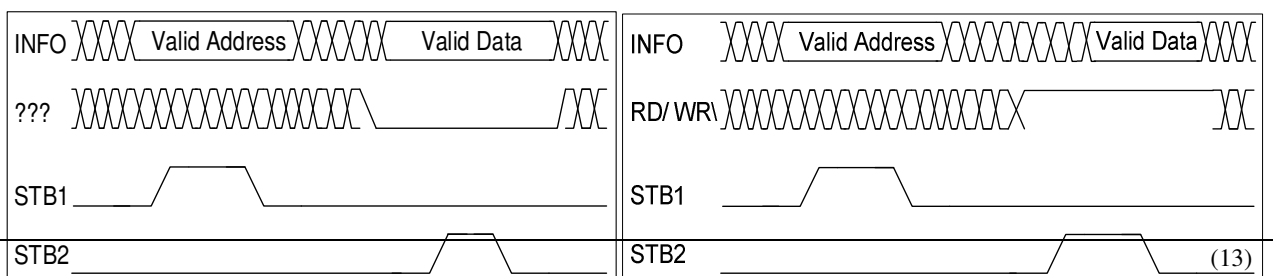 INFO Valid Address Valid Data
???
STB1
STB2
INFO Valid Address Valid Data
RD/ WR\
STB1
STB2
(13)